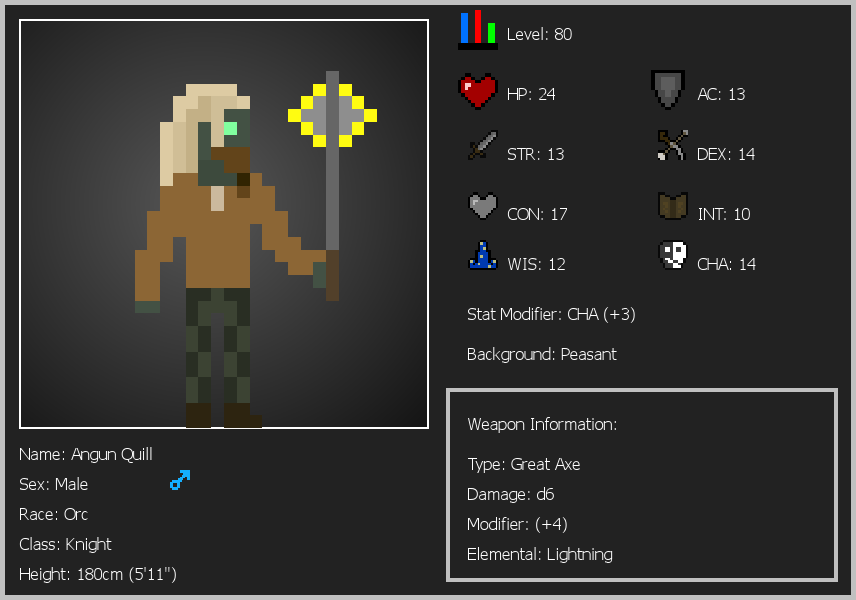 Level: 80
HP: 24
AC: 13
STR: 13
DEX: 14
CON: 17
INT: 10
WIS: 12
CHA: 14
Stat Modifier: CHA (+3)
Background: Peasant
Weapon Information:
Type: Great Axe
Damage: d6
Modifier: (+4)
Elemental: Lightning
Name: Angun Quill
Sex: Male
Race: Orc
Class: Knight
Height: 180cm (5'11")